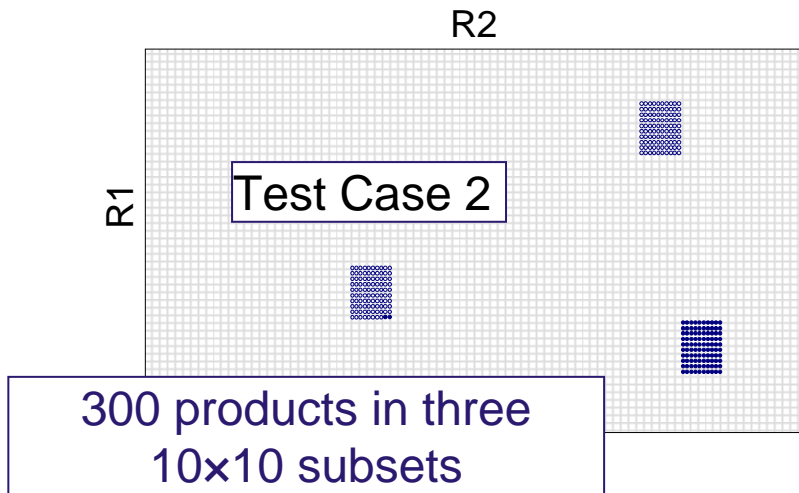 R2
R1
Test Case 2
300 products in three
10×10 subsets